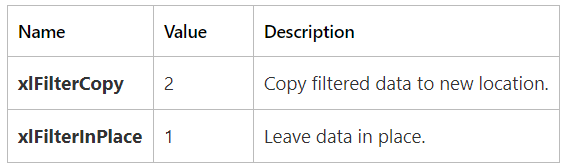 Name Value Description
xlFilterCopy 2 Copy filtered data to new location.
xlFilterInPlace 1 Leave data in place.